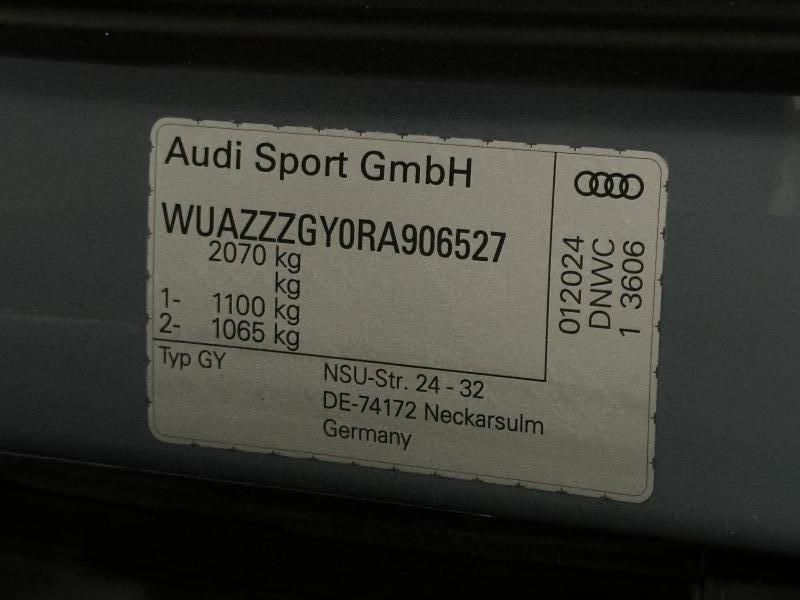 Audi Sport GmbH
WUAZZZGY0RA906527
2070 kg
kg
1- 1100 kg
2- 1065 kg
Typ GY
NSU-Str. 24 - 32
DE-74172 Neckarsulm
Germany
012024
DNWC
1 3606